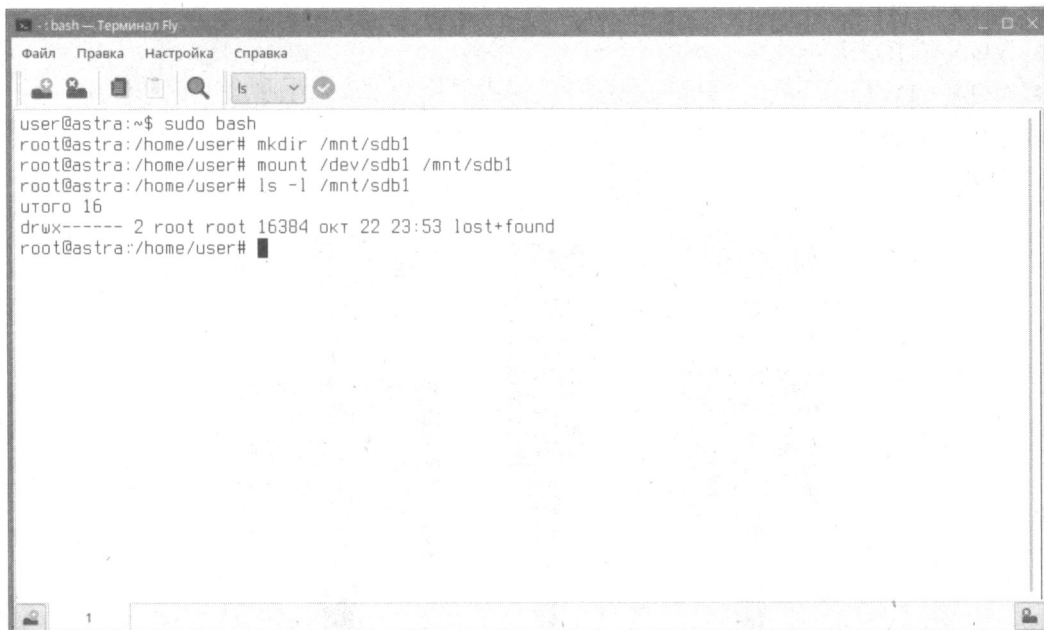 - : bash — Терминал Fly
Файл Правка Настройка Справка
ls
user@astra:~$ sudo bash
root@astra:/home/user# mkdir /mnt/sdb1
root@astra:/home/user# mount /dev/sdb1 /mnt/sdb1
root@astra:/home/user# ls -l /mnt/sdb1
итого 16
drwx------ 2 root root 16384 окт 22 23:53 lost+found
root@astra:/home/user#
1